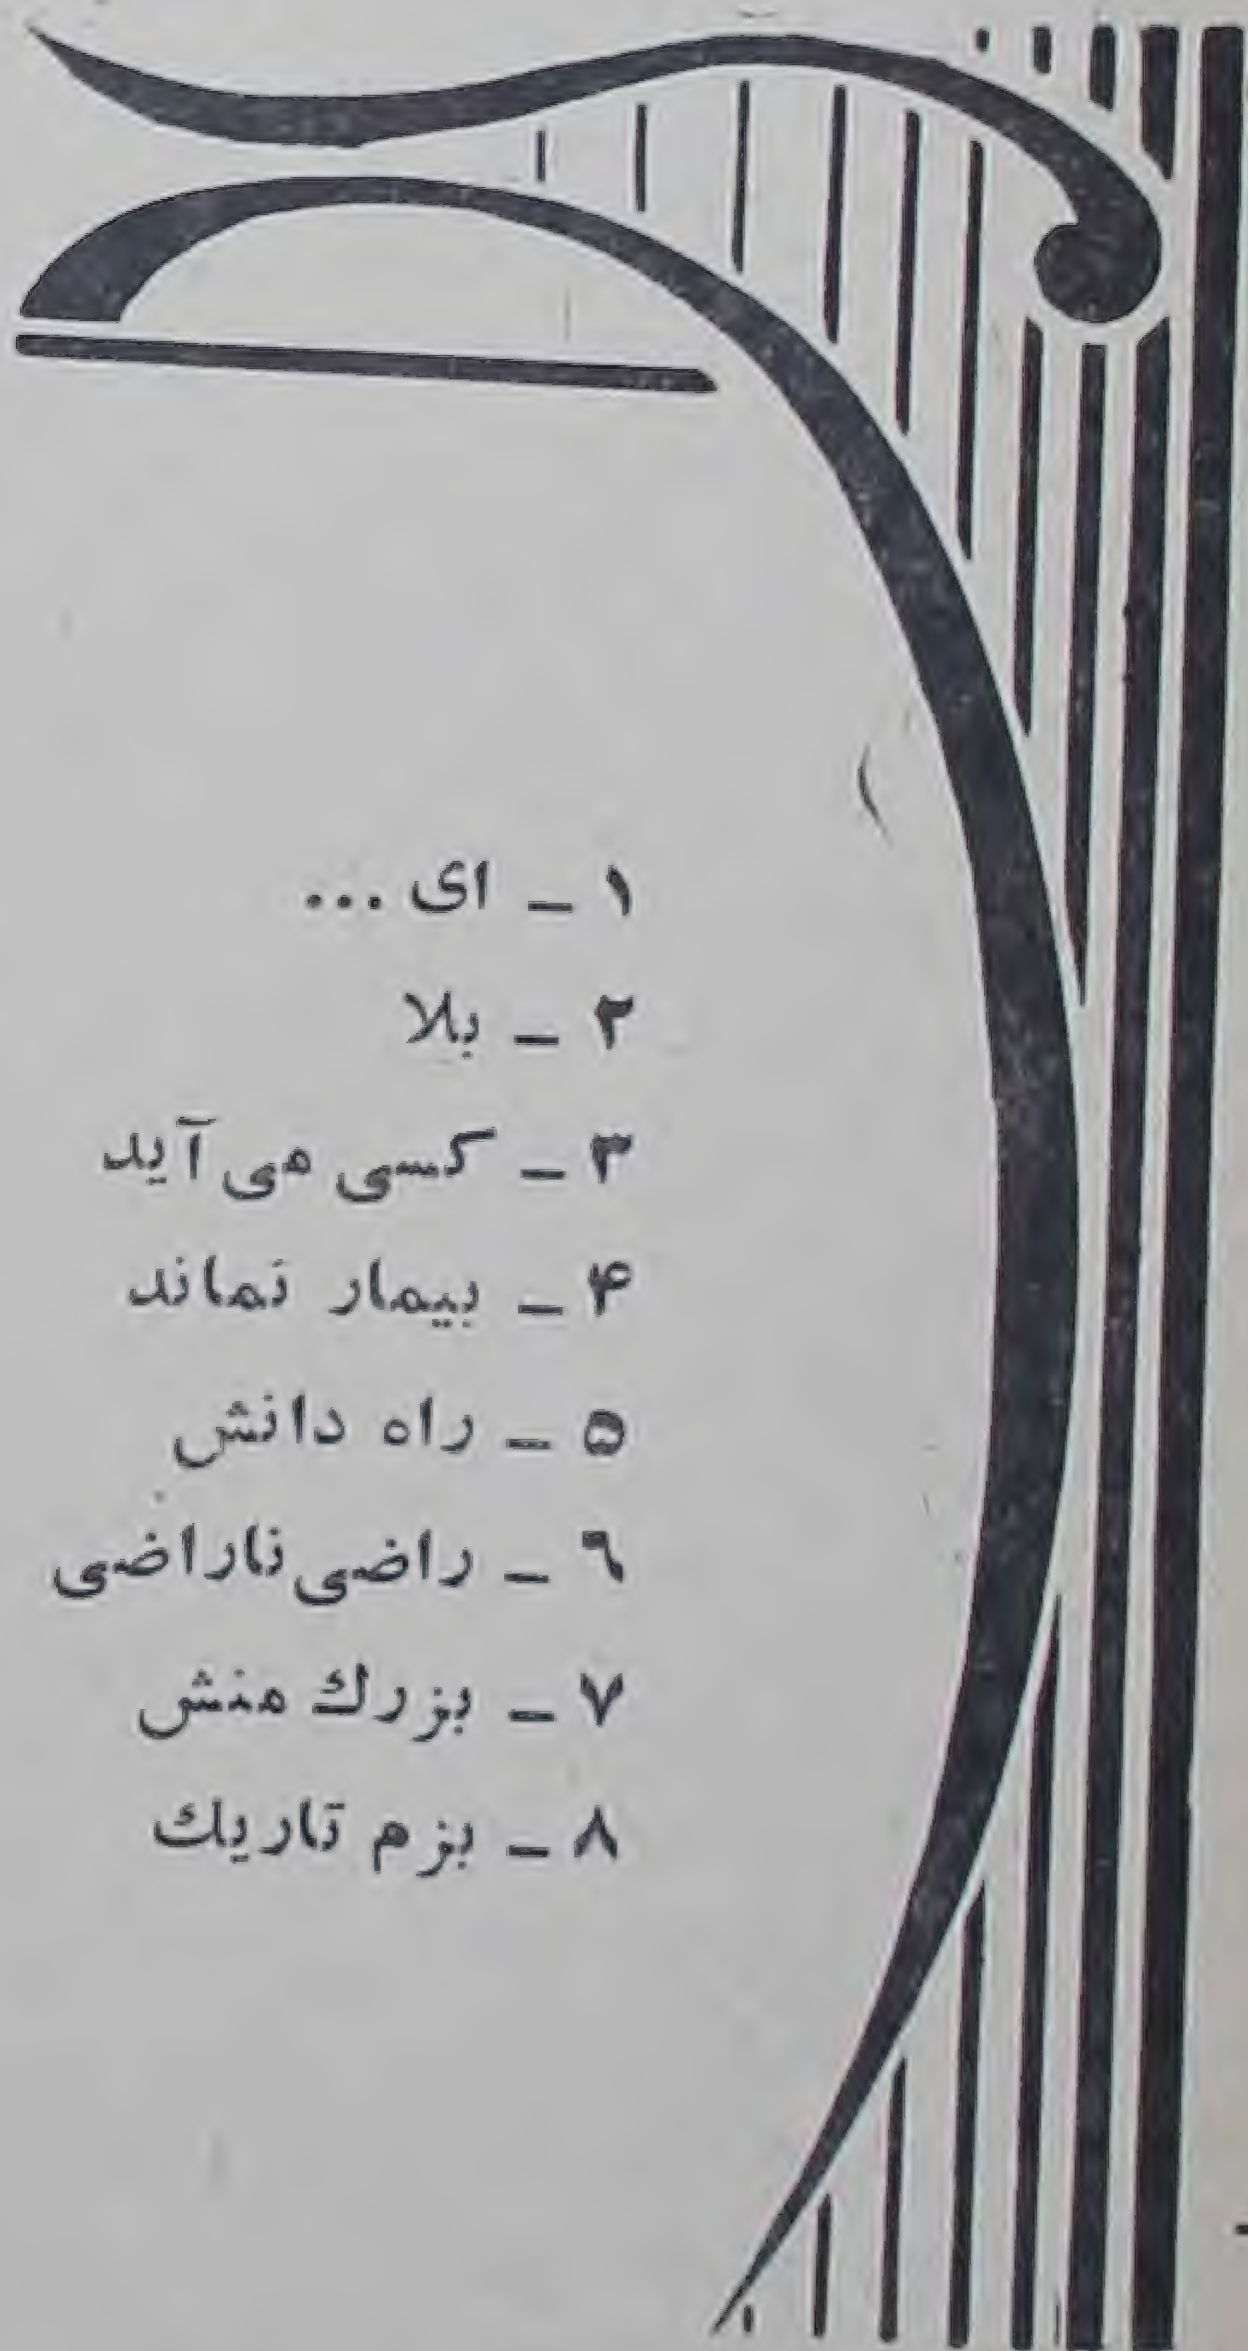 ۱ - ای ...
۲ - بلا
۳ - کسی می‌آید
۴ - بیمار نماند
۵ - راه دانش
۶ - راضی ناراضی
۷ - بزرك منش
۸ - بزم تاریك